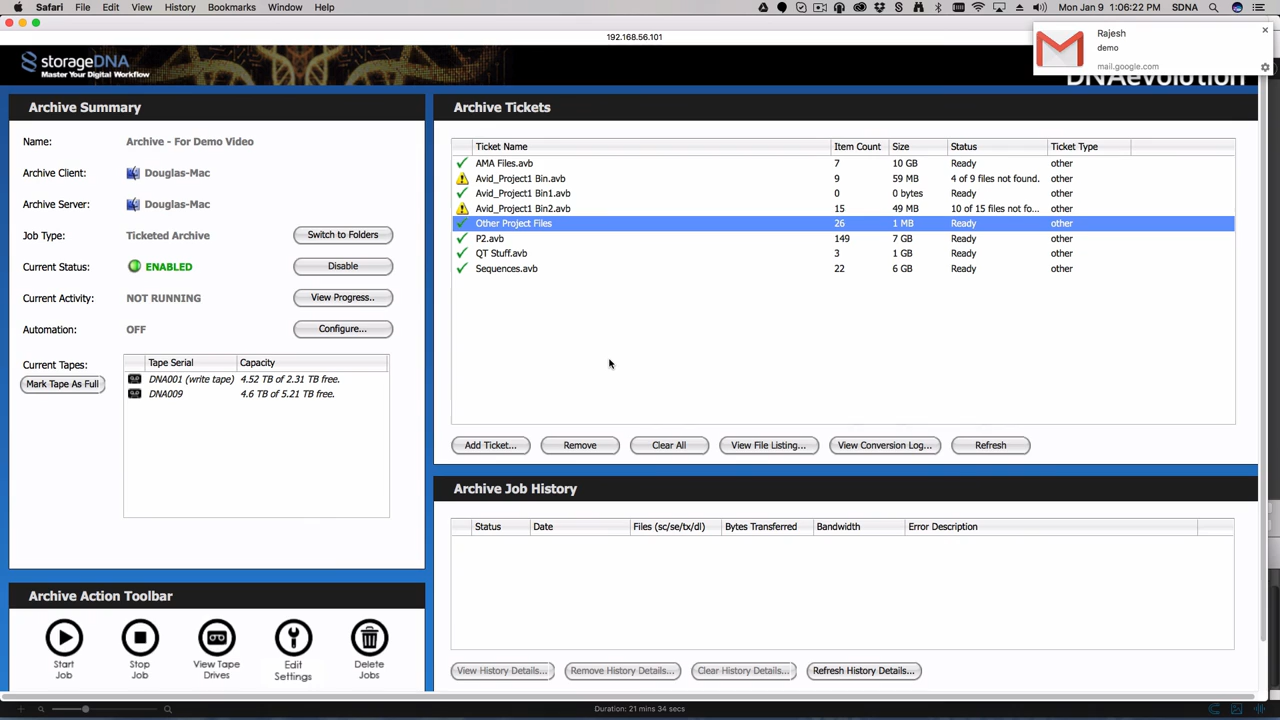 Safari File Edit View History Bookmarks Window Help Mon Jan 9 1:06:22 PM SDNA
192.168.56.101
Rajesh
demo
mail.google.com
storageDNA
Master Your Digital Workflow
DNAevolution
Archive Summary
Name: Archive - For Demo Video
Archive Client: Douglas-Mac
Archive Server: Douglas-Mac
Job Type: Ticketed Archive Switch to Folders
Current Status: ENABLED Disable
Current Activity: NOT RUNNING View Progress..
Automation: OFF Configure...
Current Tapes: Tape Serial Capacity
Mark Tape As Full DNA001 (write tape) 4.52 TB of 2.31 TB free.
DNA009 4.6 TB of 5.21 TB free.
Archive Action Toolbar
Start Job
Stop Job
View Tape Drives
Edit Settings
Delete Jobs
Archive Tickets
Ticket Name Item Count Size Status Ticket Type
AMA Files.avb 7 10 GB Ready other
Avid_Project1 Bin.avb 9 59 MB 4 of 9 files not found. other
Avid_Project1 Bin1.avb 0 0 bytes Ready other
Avid_Project1 Bin2.avb 15 49 MB 10 of 15 files not fo... other
Other Project Files 26 1 MB Ready other
P2.avb 149 7 GB Ready other
QT Stuff.avb 3 1 GB Ready other
Sequences.avb 22 6 GB Ready other
Add Ticket... Remove Clear All View File Listing... View Conversion Log... Refresh
Archive Job History
Status Date Files (sc/se/tx/dl) Bytes Transferred Bandwidth Error Description
View History Details... Remove History Details... Clear History Details... Refresh History Details...
Duration: 21 mins 34 secs